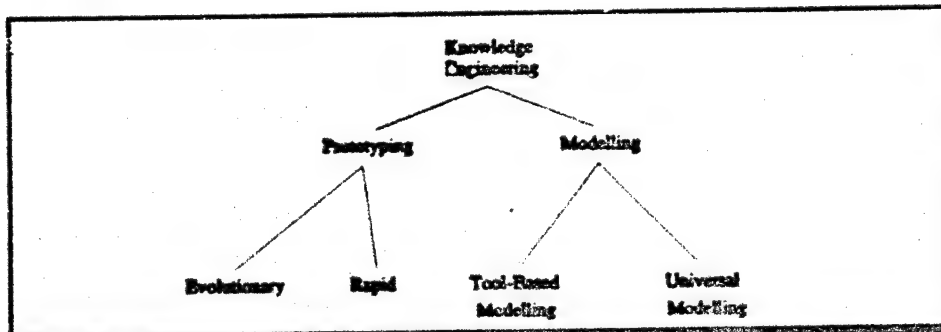 Knowledge
Engineering
Prototyping
Modelling
Evolutionary
Rapid
Tool-Based
Modelling
Universal
Modelling